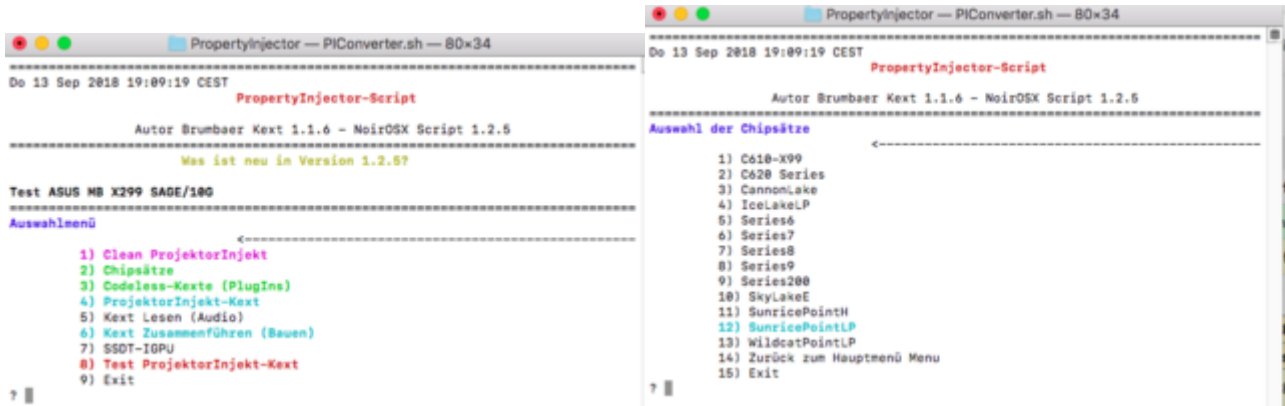 PropertyInjector — PIConverter.sh — 80×34
Do 13 Sep 2018 19:09:19 CEST
PropertyInjector-Script
Autor Brumbaer Kext 1.1.6 - NoirOSX Script 1.2.5
Was ist neu in Version 1.2.5?
Test ASUS MB X299 SAGE/10G
Auswahlmenü
<--------------------------------------------------
1) Clean ProjektorInjekt
2) Chipsätze
3) Codeless-Kexte (PlugIns)
4) ProjektorInjekt-Kext
5) Kext Lesen (Audio)
6) Kext Zusammenführen (Bauen)
7) SSDT-IGPU
8) Test ProjektorInjekt-Kext
9) Exit
?
PropertyInjector — PIConverter.sh — 80×34
Do 13 Sep 2018 19:09:19 CEST
PropertyInjector-Script
Autor Brumbaer Kext 1.1.6 - NoirOSX Script 1.2.5
Auswahl der Chipsätze
<--------------------------------------------------
1) C610-X99
2) C620 Series
3) CannonLake
4) IceLakeLP
5) Series6
6) Series7
7) Series8
8) Series9
9) Series200
10) SkyLakeE
11) SunricePointH
12) SunricePointLP
13) WildcatPointLP
14) Zurück zum Hauptmenü Menu
15) Exit
?